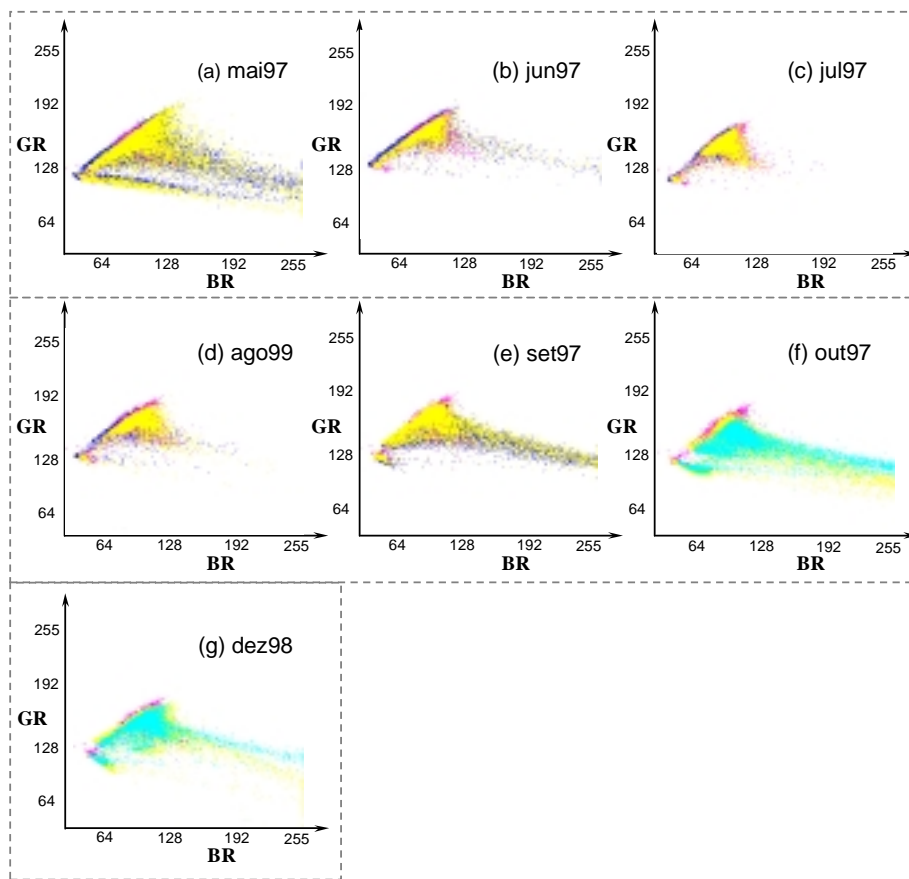 (a) mai97
255
192
GR
128
64
64 128 192 255
BR
(b) jun97
255
192
GR
128
64
64 128 192 255
BR
(c) jul97
255
192
GR
128
64
64 128 192 255
BR
(d) ago99
255
192
GR
128
64
64 128 192 255
BR
(e) set97
255
192
GR
128
64
64 128 192 255
BR
(f) out97
255
192
GR
128
64
64 128 192 255
BR
(g) dez98
255
192
GR
128
64
64 128 192 255
BR